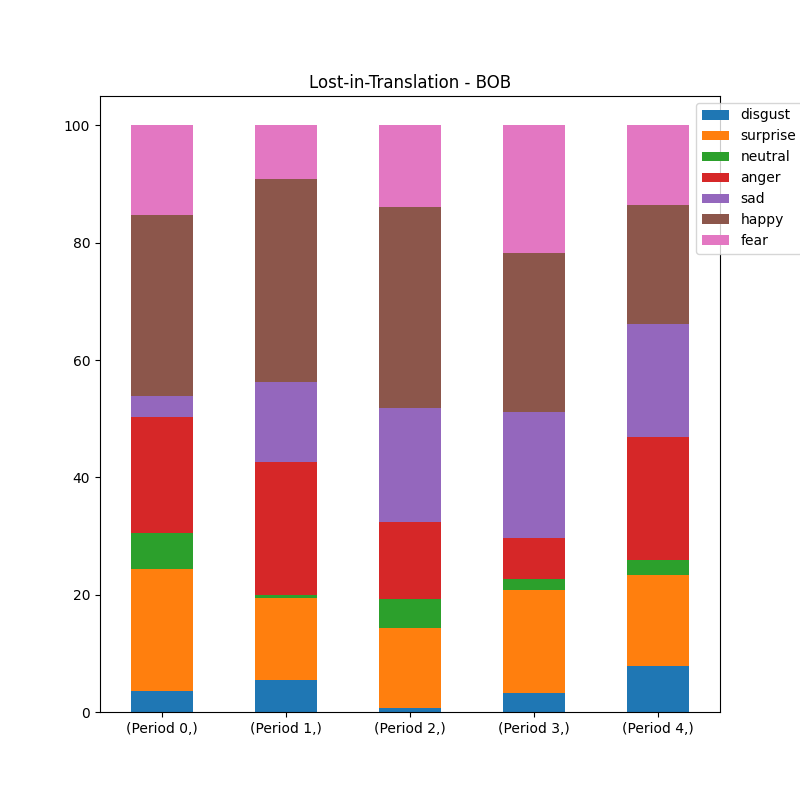 Lost-in-Translation - BOB
100
80
60
40
20
0
(Period 0,) (Period 1,) (Period 2,) (Period 3,) (Period 4,)
disgust
surprise
neutral
anger
sad
happy
fear